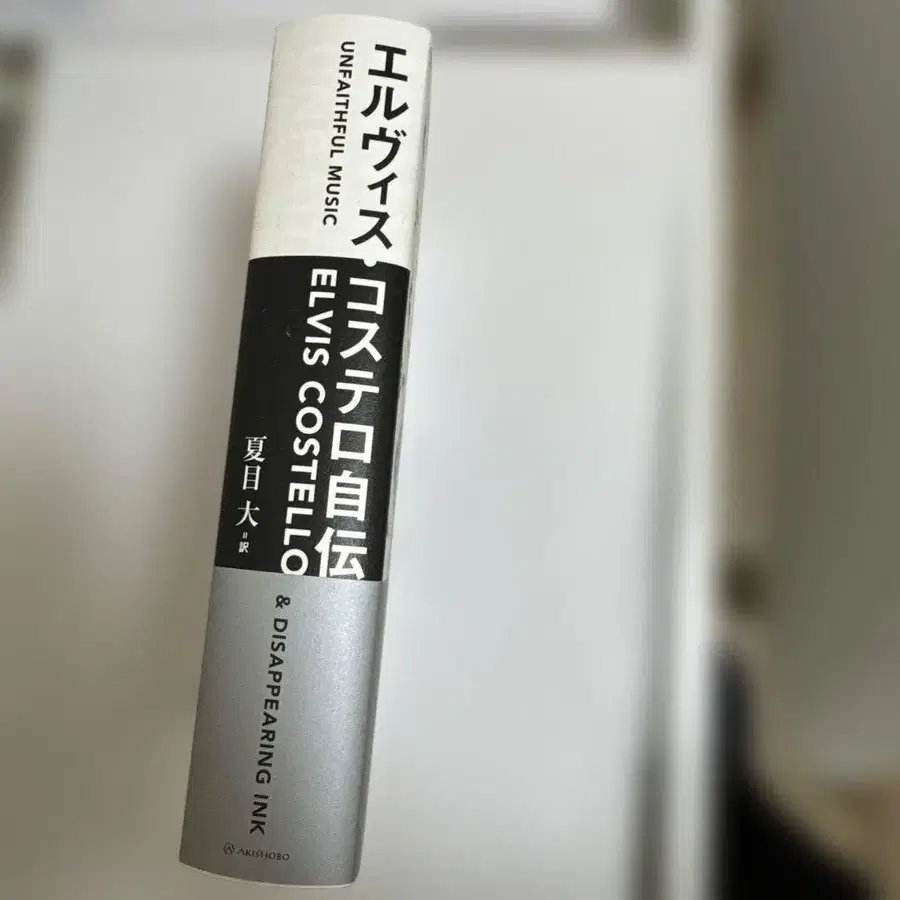 エルヴィス・コステロ自伝
UNFAITHFUL MUSIC
ELVIS COSTELLO
夏目 大=訳
& DISAPPEARING INK
AKISHOBO